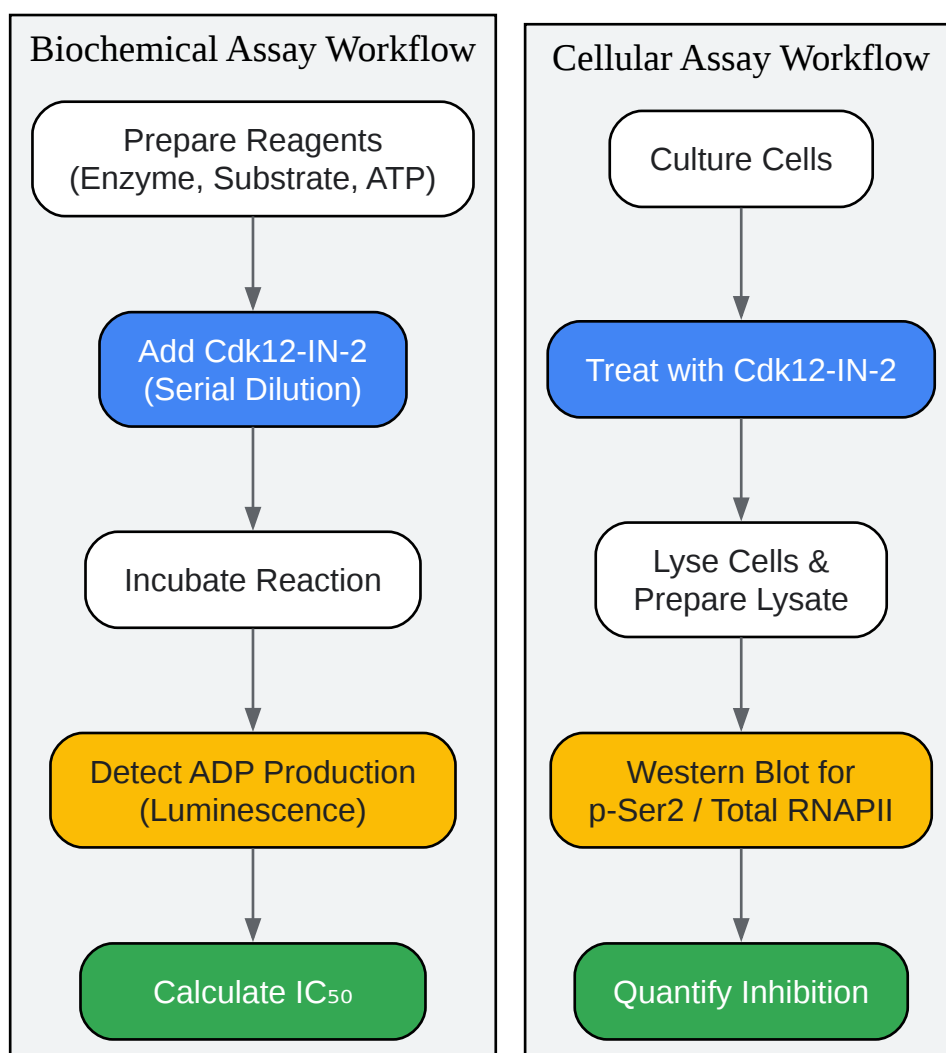 Biochemical Assay Workflow
Prepare Reagents
(Enzyme, Substrate, ATP)
Add Cdk12-IN-2
(Serial Dilution)
Incubate Reaction
Detect ADP Production
(Luminescence)
Calculate IC₅₀
Cellular Assay Workflow
Culture Cells
Treat with Cdk12-IN-2
Lyse Cells &
Prepare Lysate
Western Blot for
p-Ser2 / Total RNAPII
Quantify Inhibition